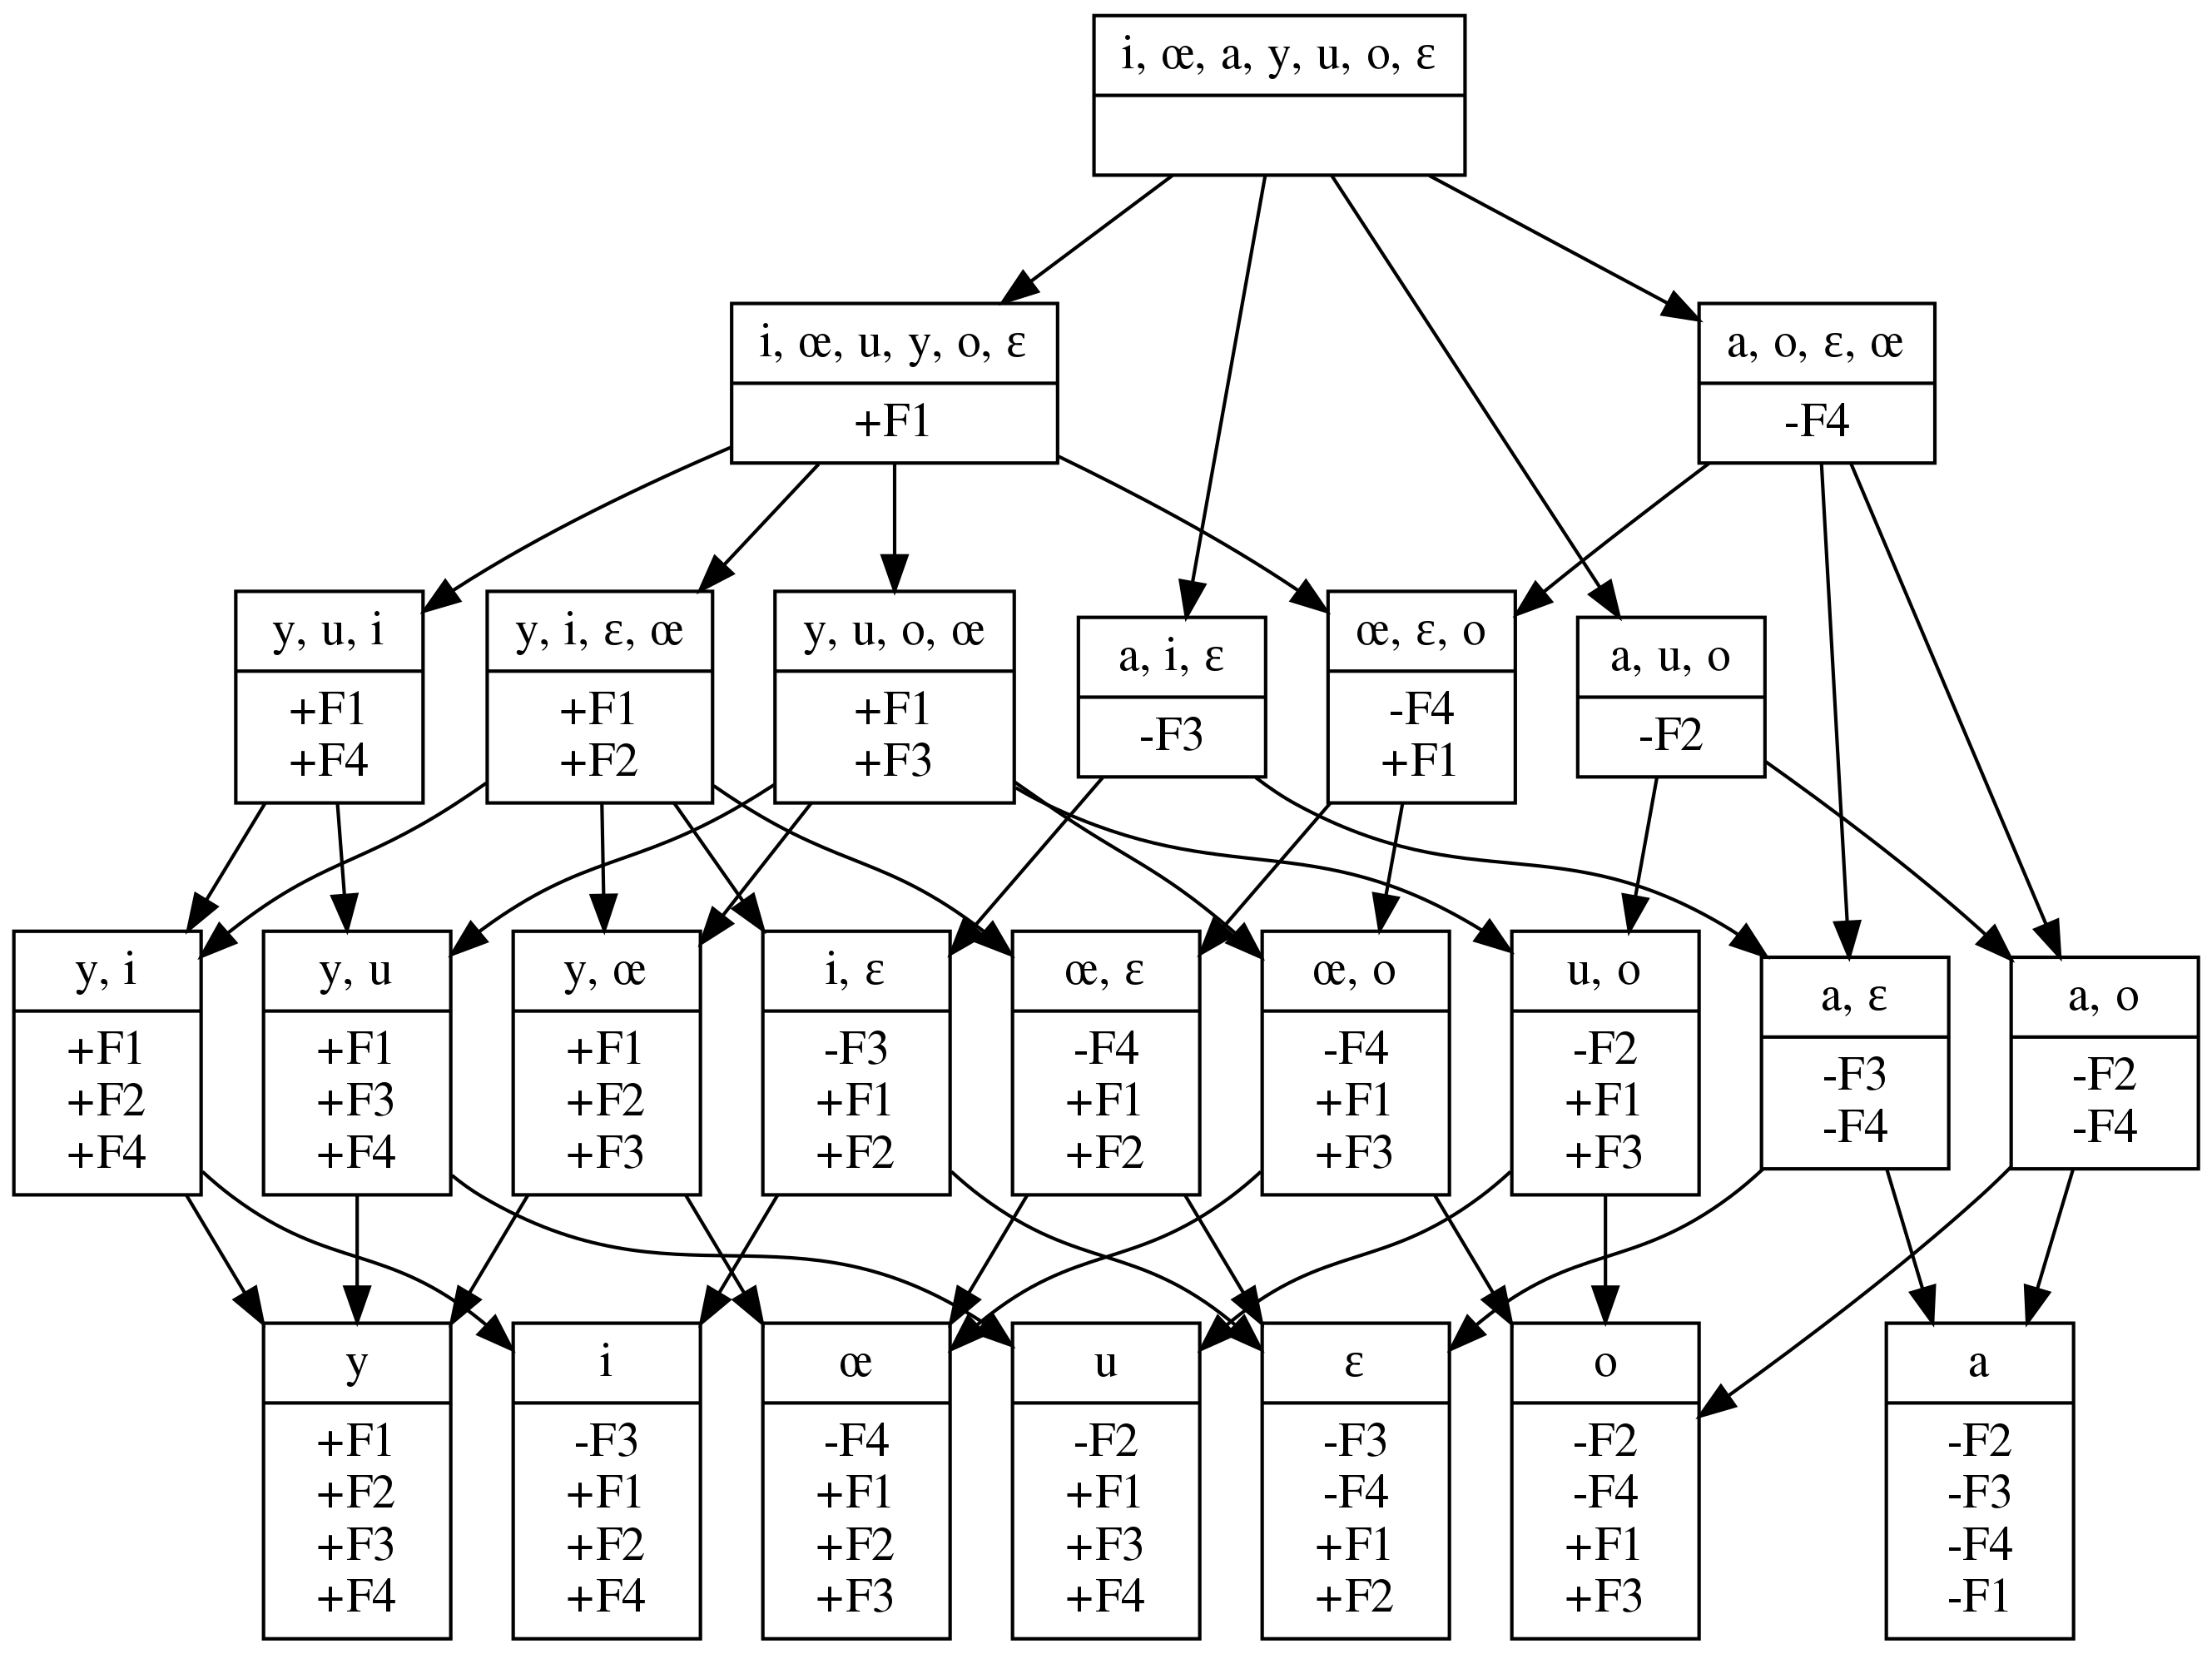 i, œ, a, y, u, o, ɛ
i, œ, u, y, o, ɛ
+F1
a, o, ɛ, œ
-F4
y, u, i
+F1
+F4
y, i, ɛ, œ
+F1
+F2
y, u, o, œ
+F1
+F3
a, i, ɛ
-F3
œ, ɛ, o
-F4
+F1
a, u, o
-F2
y, i
+F1
+F2
+F4
y, u
+F1
+F3
+F4
y, œ
+F1
+F2
+F3
i, ɛ
-F3
+F1
+F2
œ, ɛ
-F4
+F1
+F2
œ, o
-F4
+F1
+F3
u, o
-F2
+F1
+F3
a, ɛ
-F3
-F4
a, o
-F2
-F4
y
+F1
+F2
+F3
+F4
i
-F3
+F1
+F2
+F4
œ
-F4
+F1
+F2
+F3
u
-F2
+F1
+F3
+F4
ɛ
-F3
-F4
+F1
+F2
o
-F2
-F4
+F1
+F3
a
-F2
-F3
-F4
-F1